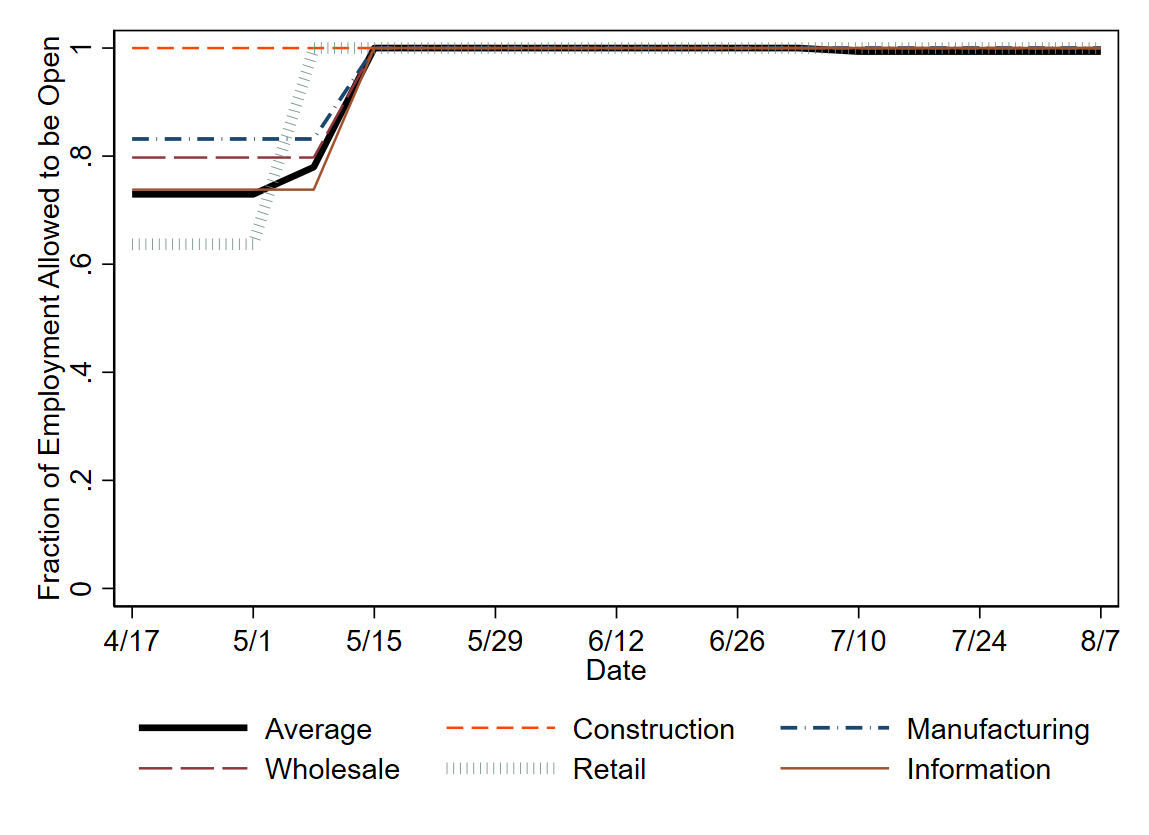 Fraction of Employment Allowed to be Open
1
.8
.6
.4
.2
0
4/17 5/1 5/15 5/29 6/12 6/26 7/10 7/24 8/7
Date
Average Construction Manufacturing
Wholesale Retail Information